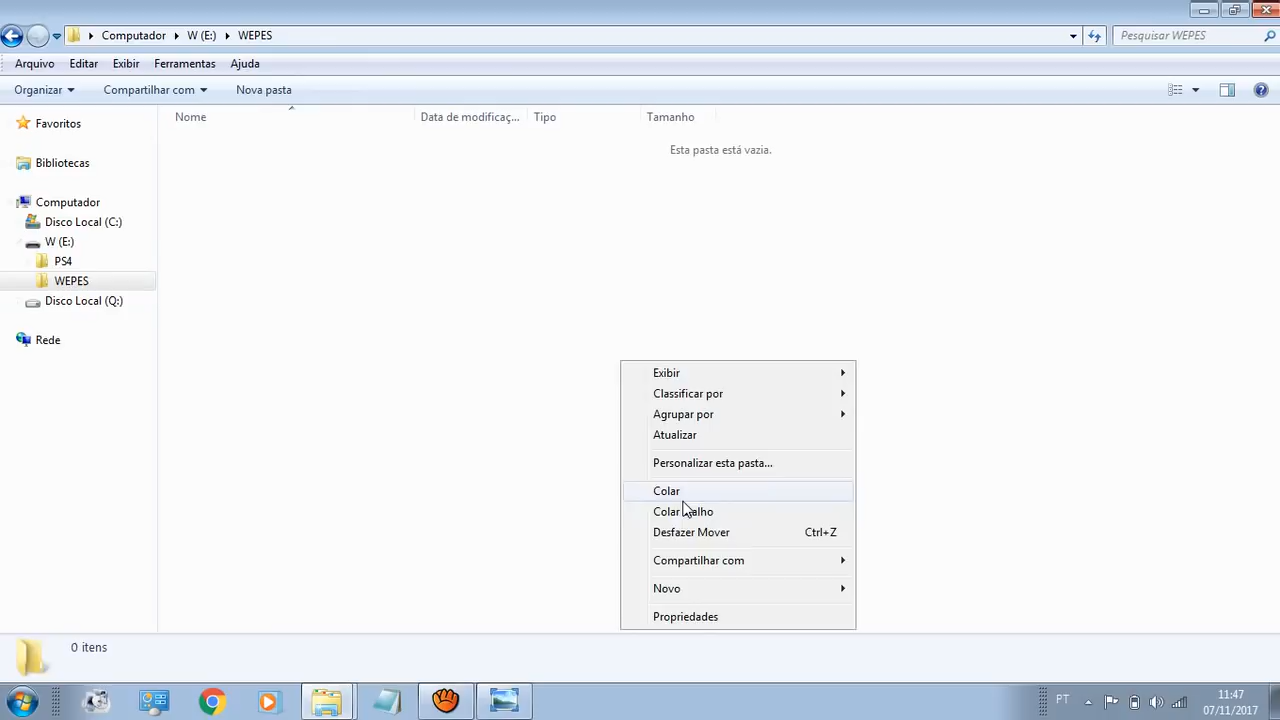 Computador
W (E:)
WEPES
Pesquisar WEPES
Arquivo
Editar
Exibir
Ferramentas
Ajuda
Organizar
Compartilhar com
Nova pasta
Nome
Data de modificaç...
Tipo
Tamanho
Esta pasta está vazia.
Favoritos
Bibliotecas
Computador
Disco Local (C:)
W (E:)
PS4
WEPES
Disco Local (Q:)
Rede
Exibir
Classificar por
Agrupar por
Atualizar
Personalizar esta pasta...
Colar
Colar
Desfazer Mover Ctrl+Z
Compartilhar com
Novo
Propriedades
0 itens
PT
11:47
07/11/2017